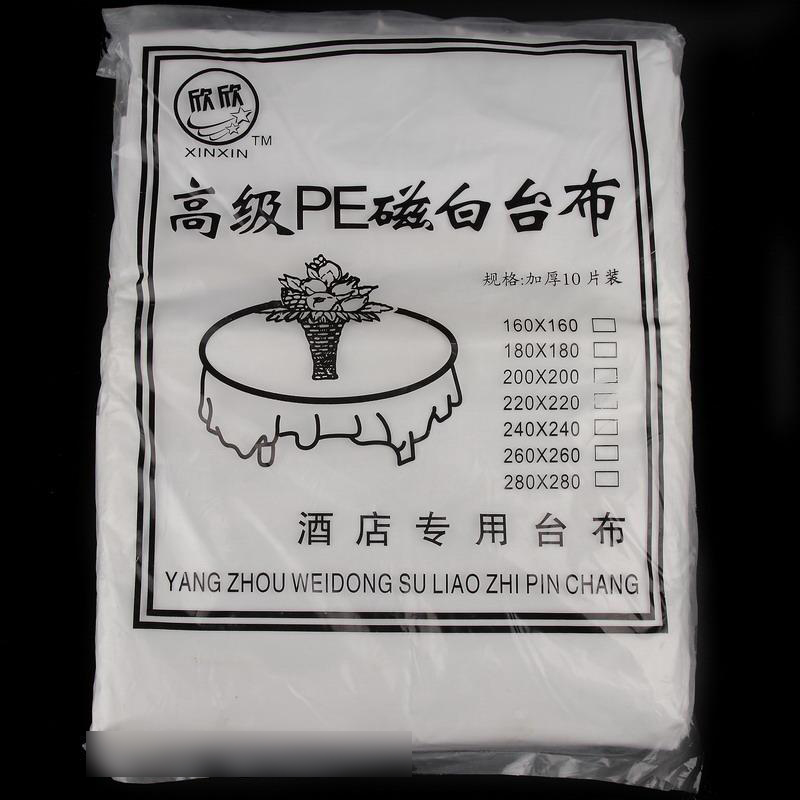 欣欣
XINXIN TM
高级PE磁白台布
规格:加厚10片装
160X160
180X180
200X200
220X220
240X240
260X260
280X280
酒店专用台布
YANG ZHOU WEIDONG SU LIAO ZHI PIN CHANG